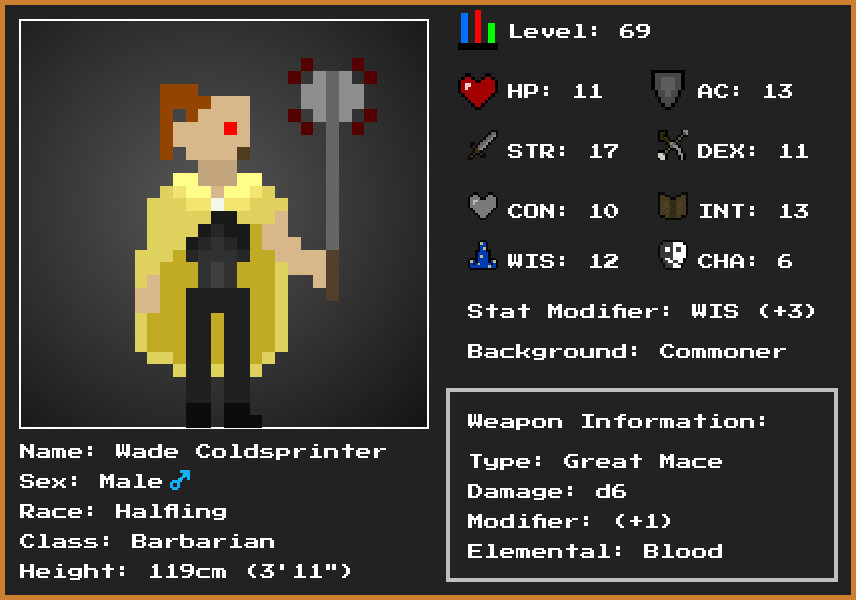 Level: 69
HP: 11 AC: 13
STR: 17 DEX: 11
CON: 10 INT: 13
WIS: 12 CHA: 6
Stat Modifier: WIS (+3)
Background: Commoner
Weapon Information:
Type: Great Mace
Damage: d6
Modifier: (+1)
Elemental: Blood
Name: Wade Coldsprinter
Sex: Male♂
Race: Halfling
Class: Barbarian
Height: 119cm (3'11")